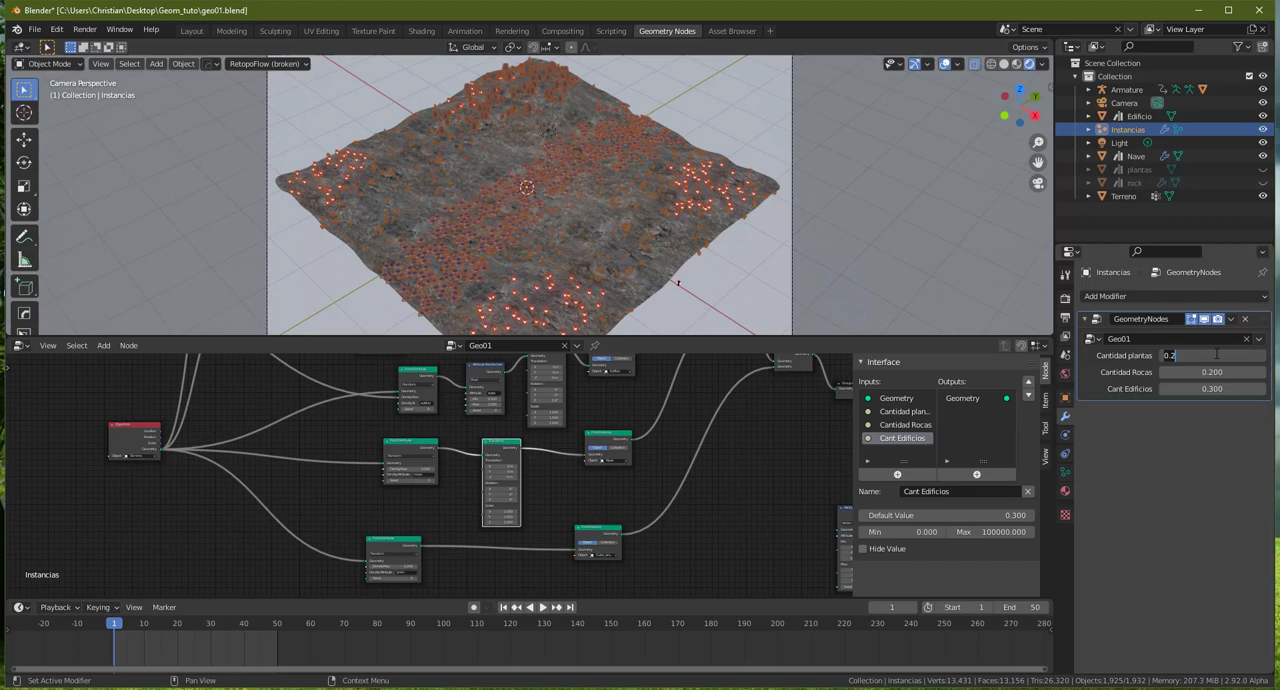 Blender* [C:\Users\Christian\Desktop\Geom_tuto\geo01.blend]
File Edit Render Window Help
Layout Modeling Sculpting UV Editing Texture Paint Shading Animation Rendering Compositing Scripting Geometry Nodes Asset Browser +
Scene
View Layer
Global
Options
Object Mode View Select Add Object RetopoFlow (broken)
Camera Perspective
(1) Collection | Instancias
Z
Y
X
Scene Collection
Collection
Armature
Camera
Edificio
Instancias
Light
Nave
plantas
rock
Terreno
Instancias GeometryNodes
Add Modifier
GeometryNodes
Geo01
Cantidad plantas 0.2
Cantidad Rocas 0.200
Cant Edificios 0.300
View Select Add Node
Geo01
Interface
Inputs: Outputs:
Geometry Geometry
Cantidad plan...
Cantidad Rocas
Cant Edificios
Name: Cant Edificios
Default Value 0.300
Min 0.000 Max 100000.000
Hide Value
Node
Item
Tool
View
Instancias
Playback Keying View Marker
1 Start 1 End 50
-20 -10 1 10 20 30 40 50 60 70 80 90 100 110 120 130 140 150 160 170 180 190 200 210 220 230 240 250 260 270 280
Set Active Modifier Pan View Context Menu
Collection | Instancias | Verts:13,431 | Faces:13,156 | Tris:26,320 | Objects:1,925/1,932 | Mem: 207.3 MiB | 2.92.0 Alpha